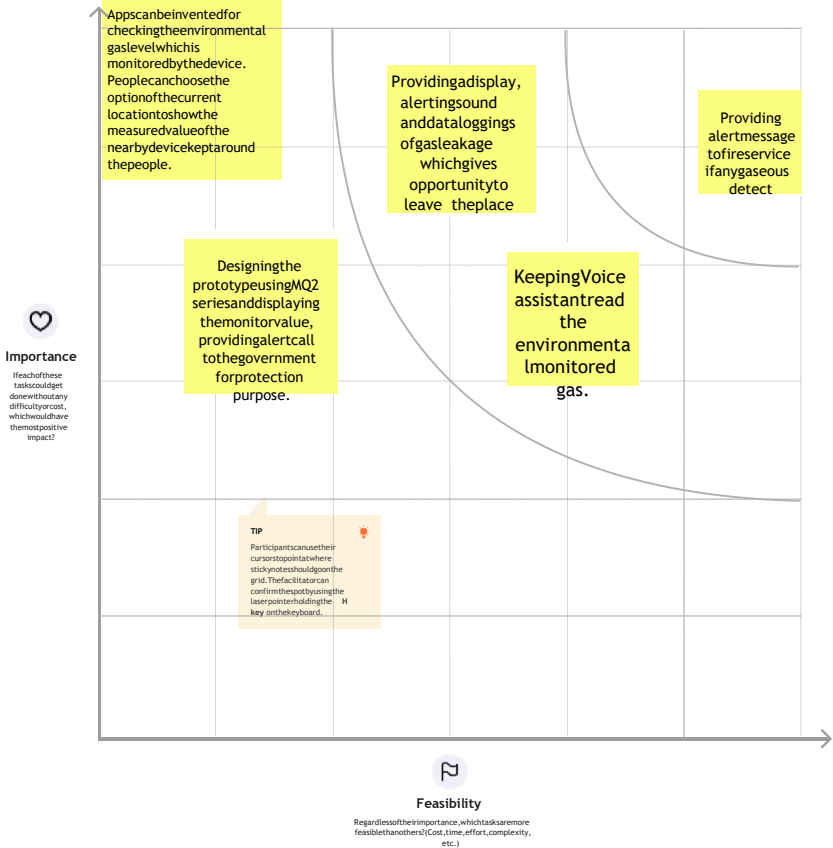 Appscanbeinventedfor
checkingtheenvironmental
gaslevelwhichis
monitoredbythedevice.
Peoplecanchoosethe
optionofthecurrent
locationtoshowthe
measuredvalueofthe
nearbydevicekeptaround
thepeople.
Providingadisplay,
alertingsound
anddataloggings
ofgasleakage
whichgives
opportunityto
leave theplace
Providing
alertmessage
tofireservice
ifanygaseous
detect
Designingthe
prototypeusingMQ2
seriesanddisplaying
themonitorvalue,
providingalertcall
tothegovernment
forprotection
purpose.
KeepingVoice
assistantread
the
environmenta
lmonitored
gas.
Importance
Ifeachofthese
taskscouldget
donewithoutany
difficultyorcost,
whichwouldhave
themostpositive
impact?
TIP
Participantscanusetheir
cursorstopointatwhere
stickynotesshouldgoonthe
grid.Thefacilitatorcan
confirmthespotbyusingthe
laserpointerholdingthe H
key onthekeyboard.
Feasibility
Regardlessoftheirimportance,whichtasksaremore
feasiblethanothers?(Cost,time,effort,complexity,
etc.)